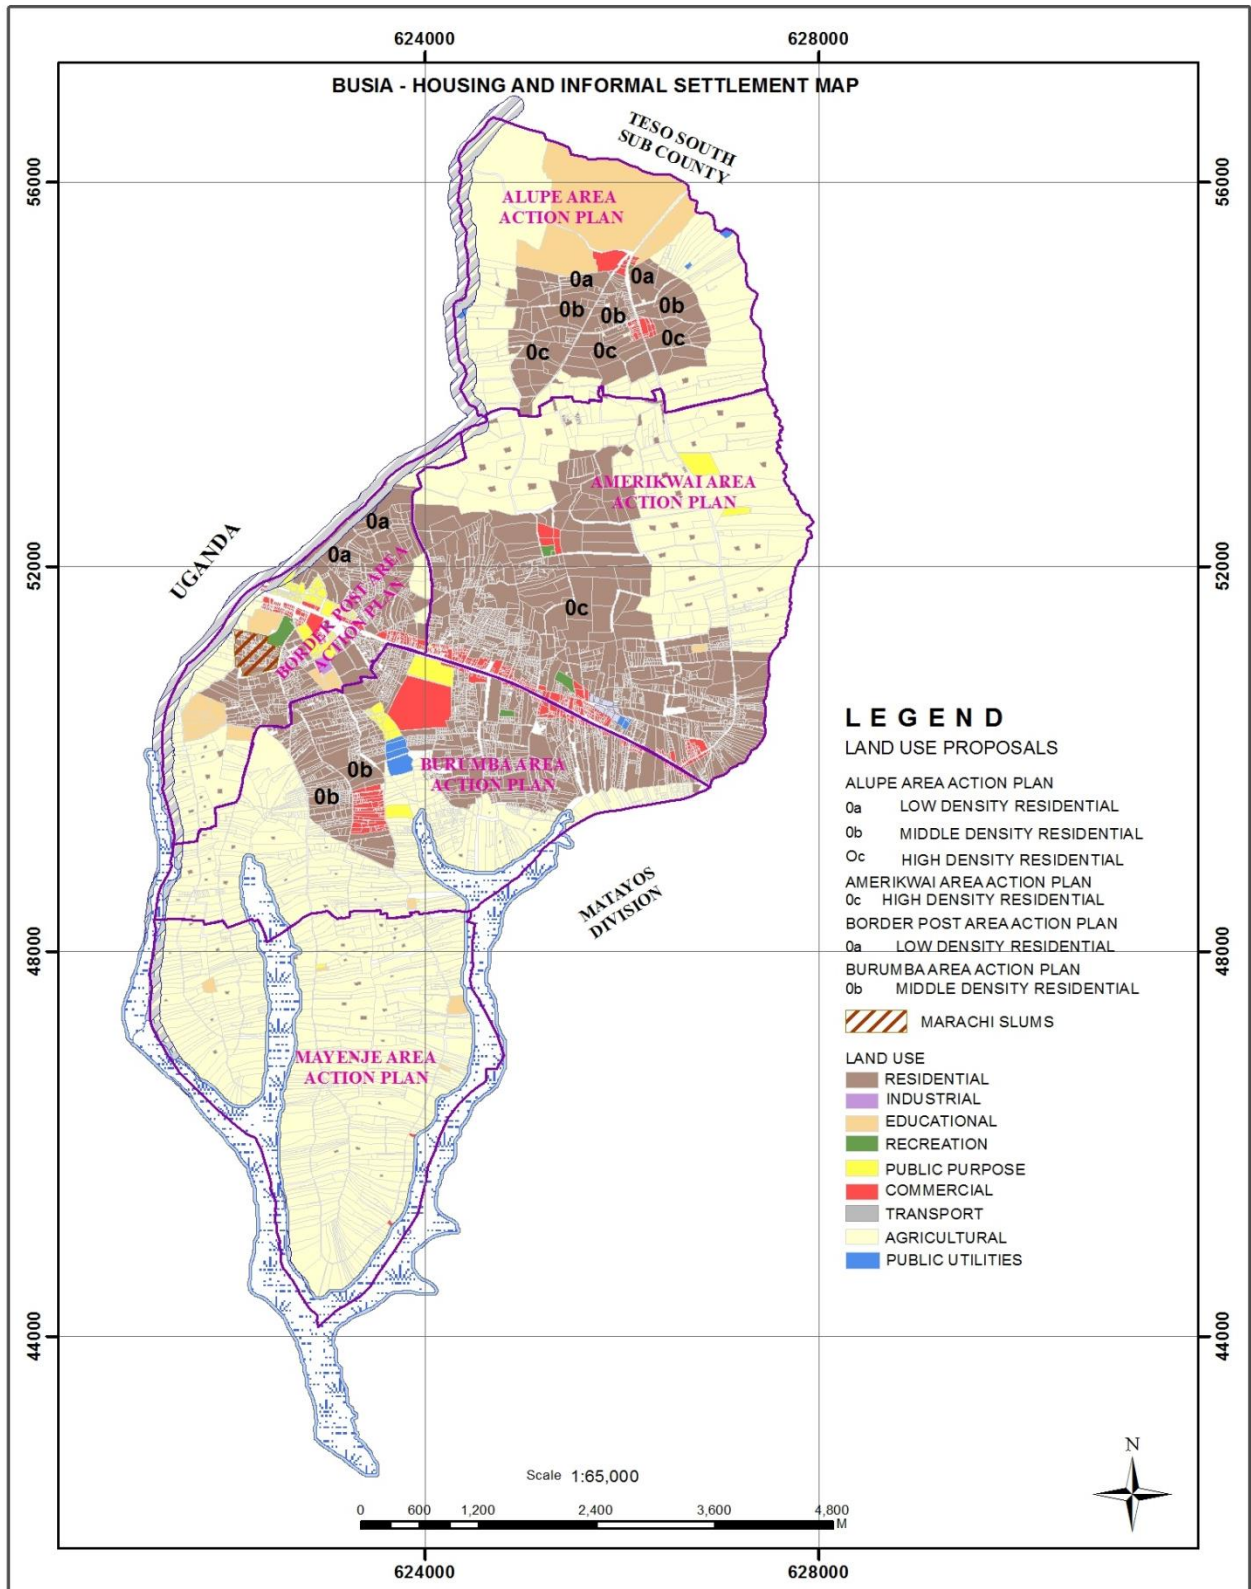 624000
628000
BUSIA - HOUSING AND INFORMAL SETTLEMENT MAP
TESO SOUTH
SUB COUNTY
56000
56000
ALUPE AREA
ACTION PLAN
0a
0a
0b
0b
0b
0c
0c
0c
AMERIKWAI AREA
ACTION PLAN
0a
0a
52000
52000
UGANDA
BORDER POST AREA
ACTION PLAN
0c
BURUMBA AREA
ACTION PLAN
0b
0b
MATAYOS
DIVISION
48000
48000
MAYENJE AREA
ACTION PLAN
44000
44000
LEGEND
LAND USE PROPOSALS
ALUPE AREA ACTION PLAN
0a LOW DENSITY RESIDENTIAL
0b MIDDLE DENSITY RESIDENTIAL
Oc HIGH DENSITY RESIDENTIAL
AMERIKWAI AREA ACTION PLAN
0c HIGH DENSITY RESIDENTIAL
BORDER POST AREA ACTION PLAN
0a LOW DENSITY RESIDENTIAL
BURUMBA AREA ACTION PLAN
0b MIDDLE DENSITY RESIDENTIAL
MARACHI SLUMS
LAND USE
RESIDENTIAL
INDUSTRIAL
EDUCATIONAL
RECREATION
PUBLIC PURPOSE
COMMERCIAL
TRANSPORT
AGRICULTURAL
PUBLIC UTILITIES
N
Scale 1:65,000
0 600 1,200 2,400 3,600 4,800
M
624000
628000